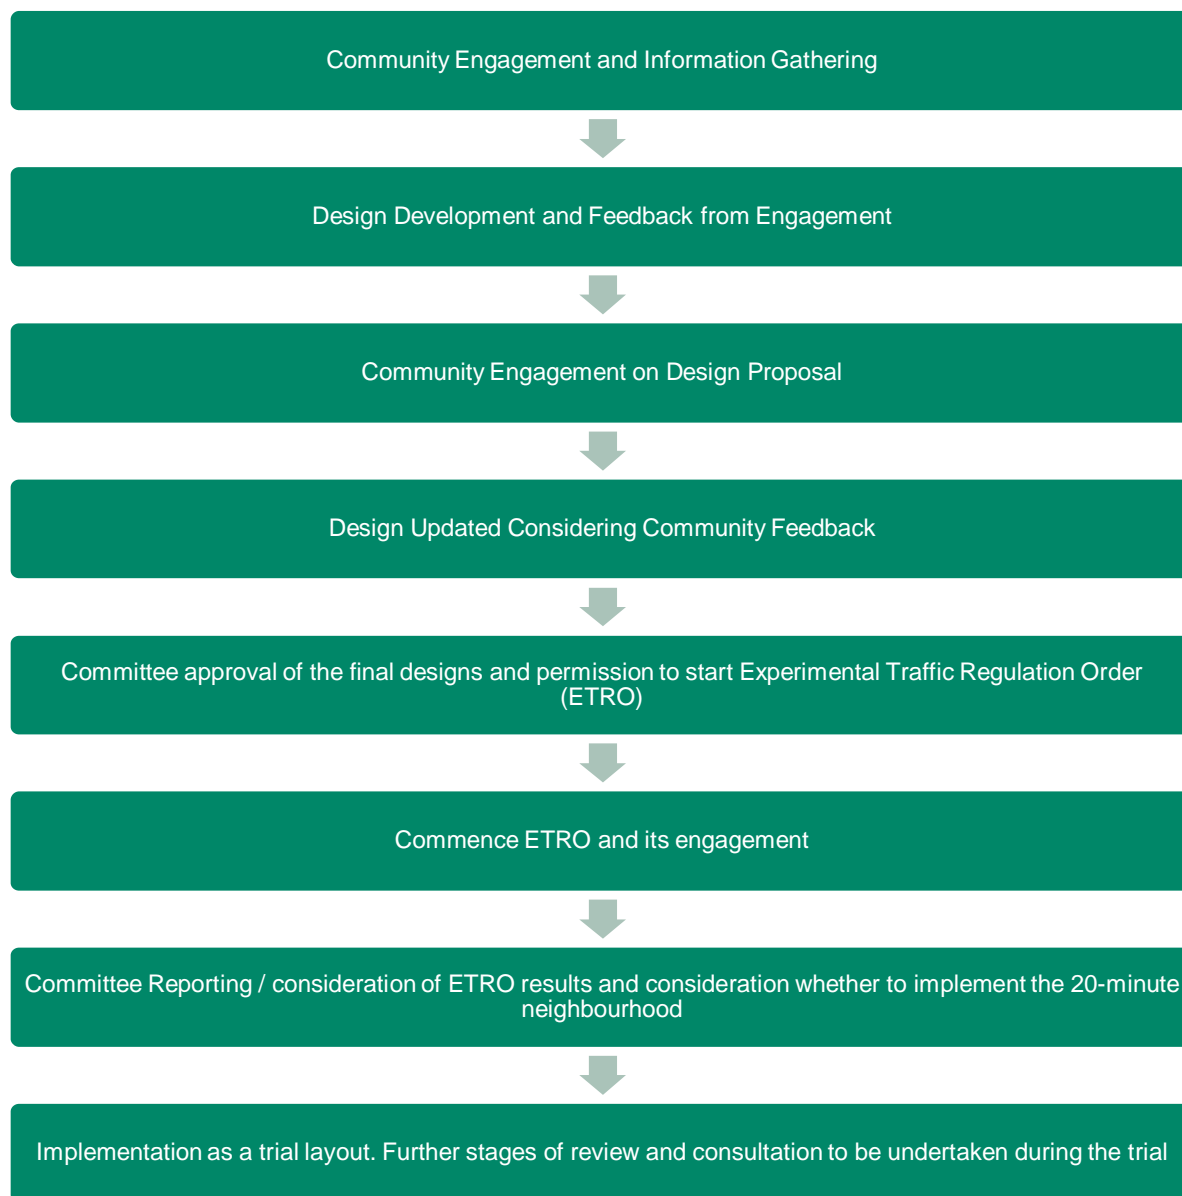 Community Engagement and Information Gathering
Design Development and Feedback from Engagement
Community Engagement on Design Proposal
Design Updated Considering Community Feedback
Committee approval of the final designs and permission to start Experimental Traffic Regulation Order
(ETRO)
Commence ETRO and its engagement
Committee Reporting / consideration of ETRO results and consideration whether to implement the 20-minute
neighbourhood
Implementation as a trial layout. Further stages of review and consultation to be undertaken during the trial